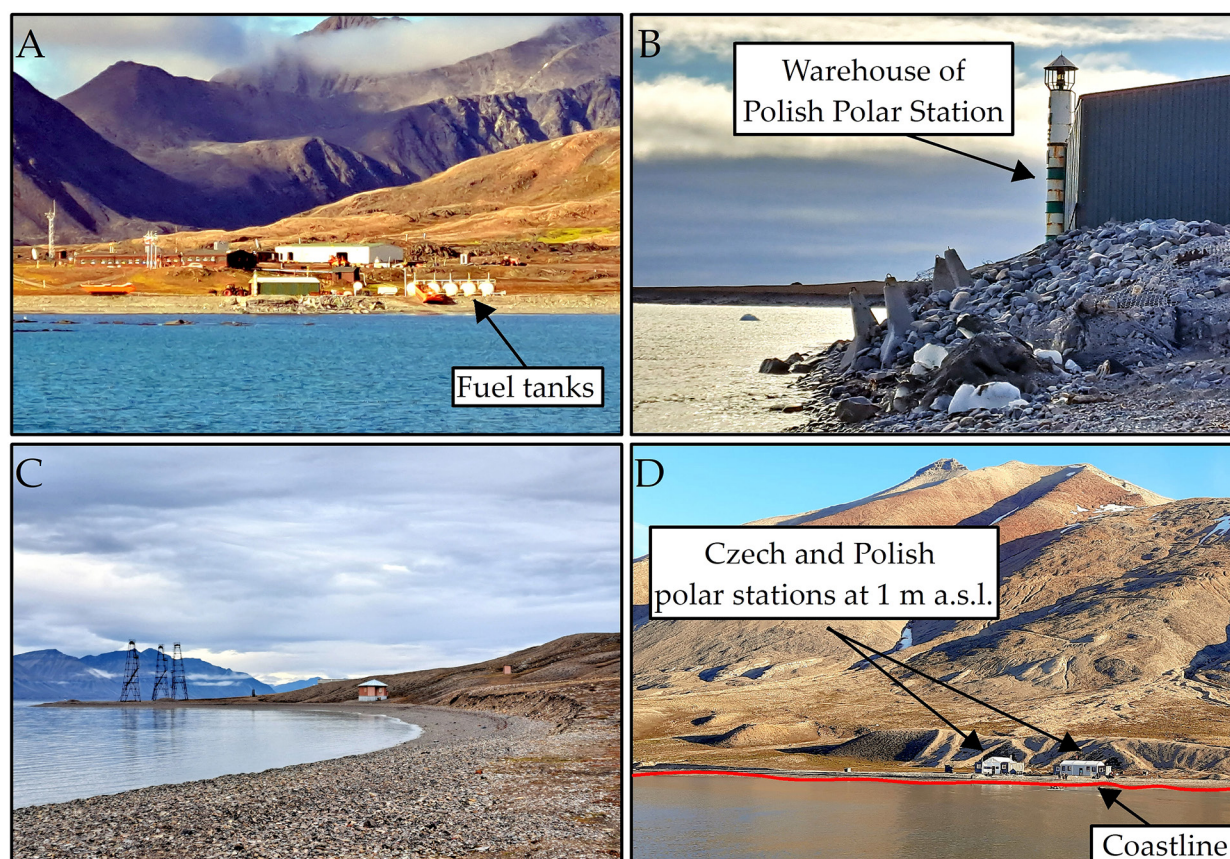 A
Fuel tanks
B
Warehouse of
Polish Polar Station
C
D
Czech and Polish
polar stations at 1 m a.s.l.
Coastline